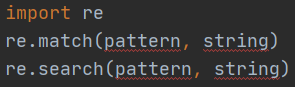 import re
re.match(pattern, string)
re.search(pattern, string)